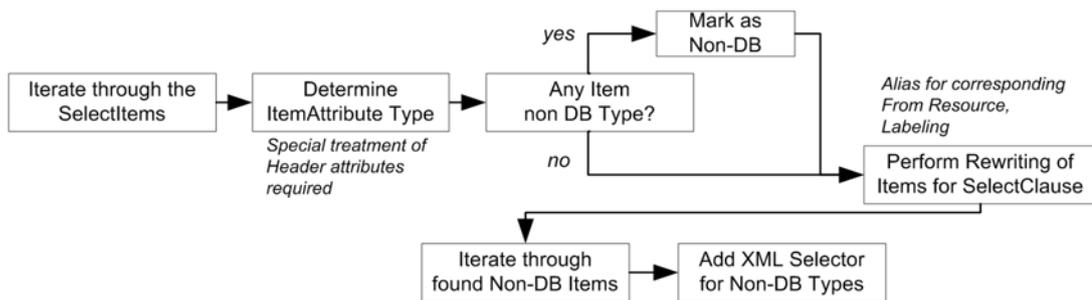 Iterate through the
SelectItems
Determine
ItemAttribute Type
Special treatment of
Header attributes
required
Any Item
non DB Type?
yes
Mark as
Non-DB
no
Alias for corresponding
From Resource,
Labeling
Perform Rewriting of
Items for SelectClause
Iterate through
found Non-DB Items
Add XML Selector
for Non-DB Types